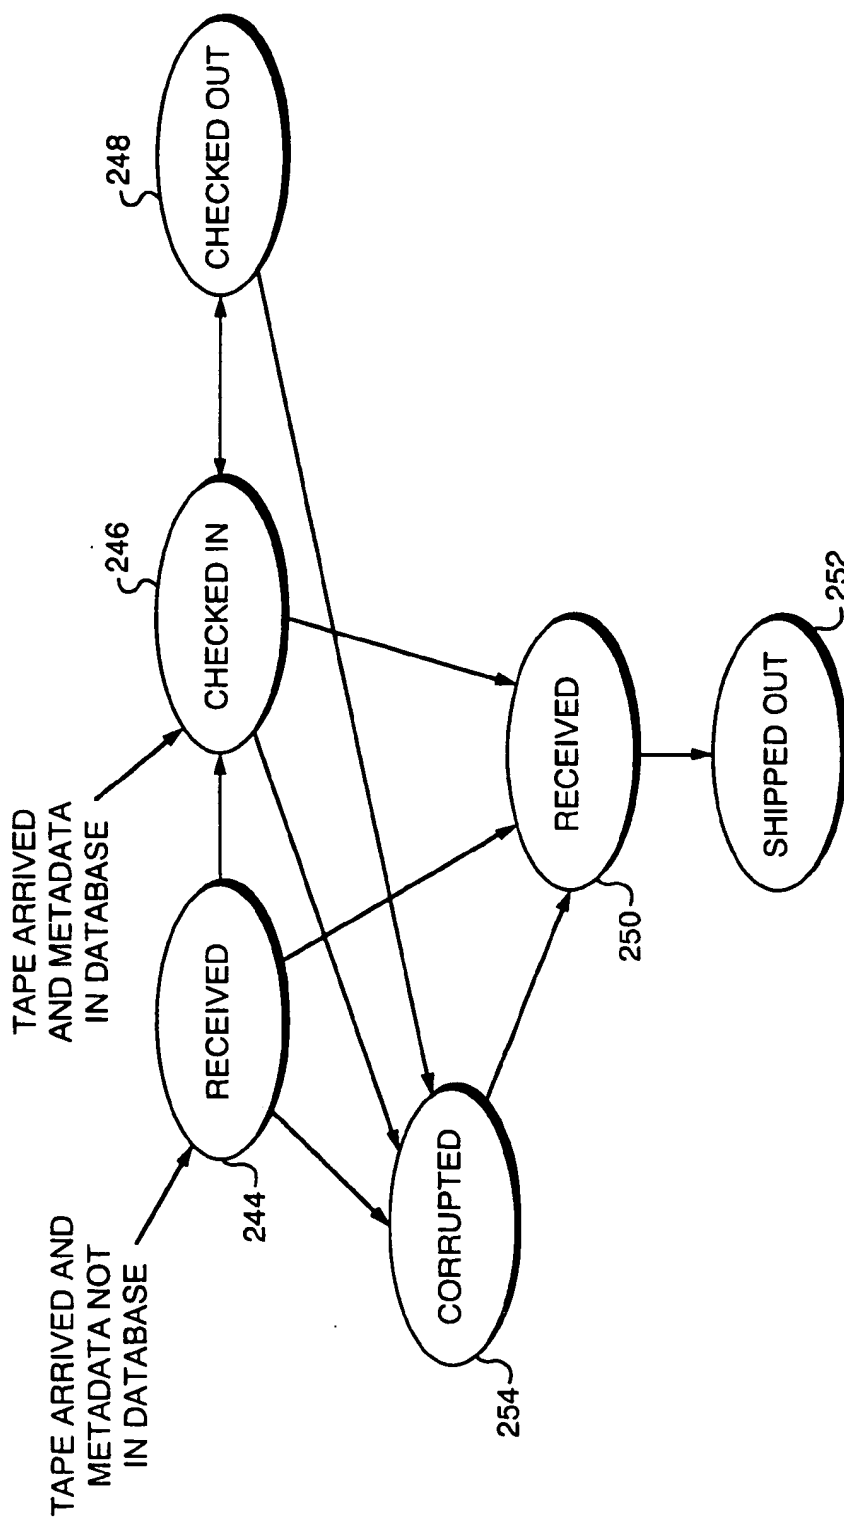 TAPE ARRIVED AND
METADATA NOT
IN DATABASE
TAPE ARRIVED
AND METADATA
IN DATABASE
244
RECEIVED
246
CHECKED IN
248
CHECKED OUT
254
CORRUPTED
250
RECEIVED
252
SHIPPED OUT